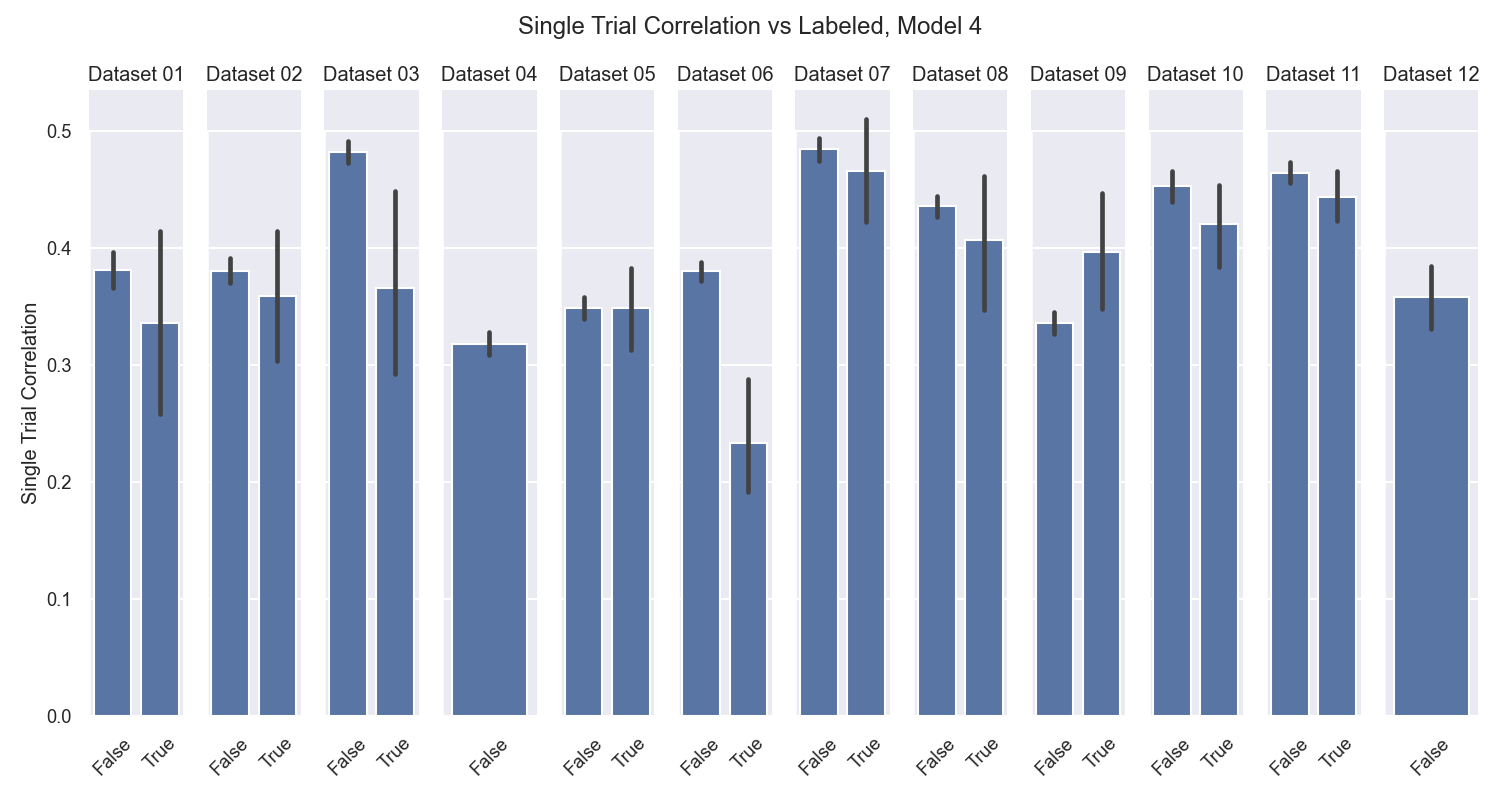 Single Trial Correlation vs Labeled, Model 4
Dataset 01
Dataset 02
Dataset 03
Dataset 04
Dataset 05
Dataset 06
Dataset 07
Dataset 08
Dataset 09
Dataset 10
Dataset 11
Dataset 12
Single Trial Correlation
0.5
0.4
0.3
0.2
0.1
0.0
False
True
False
True
False
True
False
False
True
False
True
False
True
False
True
False
True
False
True
False
True
False